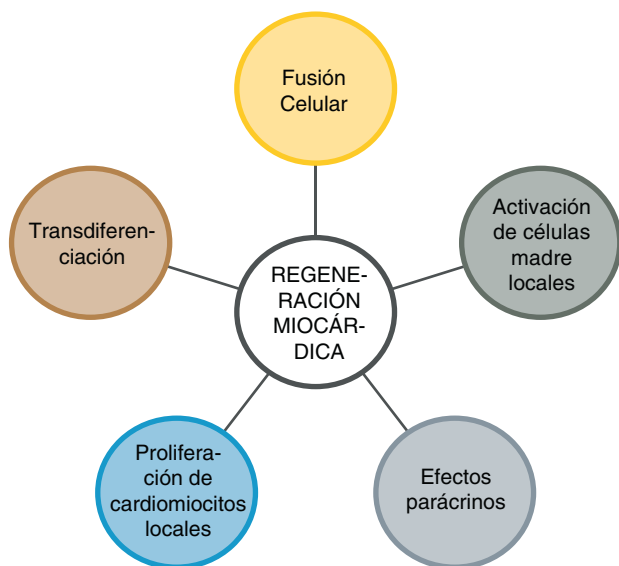 Fusión
Celular
Transdiferen-
ciación
Activación
de células
madre
locales
REGENE-
RACIÓN
MIOCÁR-
DICA
Prolifera-
ación de
cardiomiocitos
locales
Efectos
parácrinos